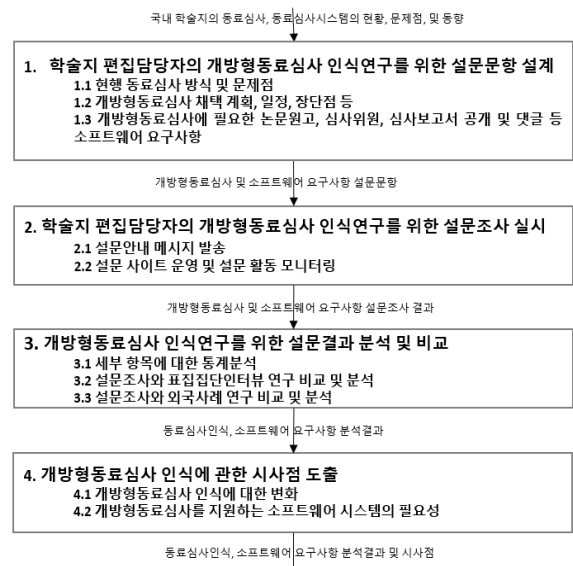 국내 학술지의 동료심사, 동료심사시스템의 현황, 문제점, 및 동향
1. 학술지 편집담당자의 개방형동료심사 인식연구를 위한 설문문항 설계
1.1 현행 동료심사 방식 및 문제점
1.2 개방형동료심사 채택 계획, 일정, 장단점 등
1.3 개방형동료심사에 필요한 논문원고, 심사위원, 심사보고서 공개 및 댓글 등
소프트웨어 요구사항
개방형동료심사 및 소프트웨어 요구사항 설문문항
2. 학술지 편집담당자의 개방형동료심사 인식연구를 위한 설문조사 실시
2.1 설문안내 메시지 발송
2.2 설문 사이트 운영 및 설문 활동 모니터링
개방형동료심사 및 소프트웨어 요구사항 설문조사 결과
3. 개방형동료심사 인식연구를 위한 설문결과 분석 및 비교
3.1 세부 항목에 대한 통계분석
3.2 설문조사와 표집집단인터뷰 연구 비교 및 분석
3.3 설문조사와 외국사례 연구 비교 및 분석
동료심사인식, 소프트웨어 요구사항 분석결과
4. 개방형동료심사 인식에 관한 시사점 도출
4.1 개방형동료심사 인식에 대한 변화
4.2 개방형동료심사를 지원하는 소프트웨어 시스템의 필요성
동료심사인식, 소프트웨어 요구사항 분석결과 및 시사점